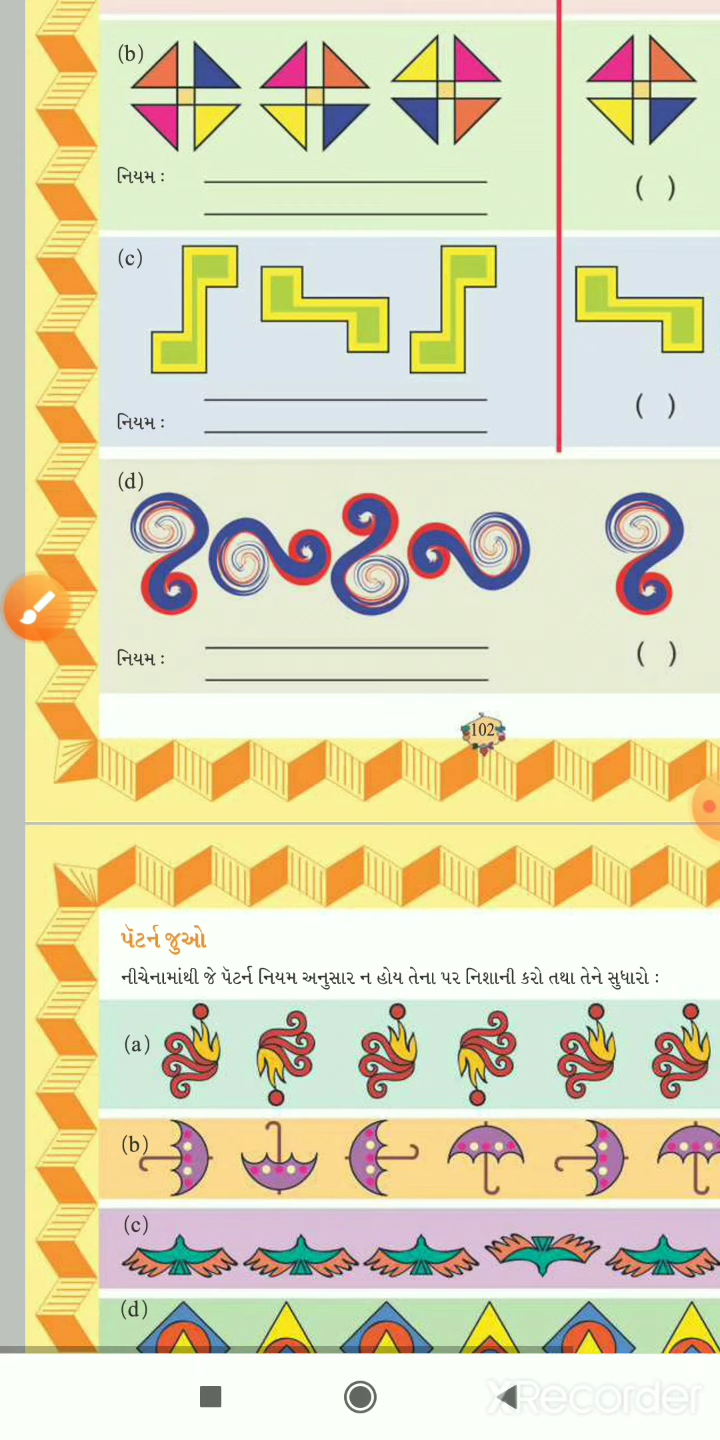 (b)
નિયમ :
( )
(c)
નિયમ :
( )
(d)
નિયમ :
( )
102
પૅટર્ન જુઓ
નીચેનામાંથી જે પૅટર્ન નિયમ અનુસાર ન હોય તેના પર નિશાની કરો તથા તેને સુધારો :
(a)
(b)
(c)
(d)
XRecorder